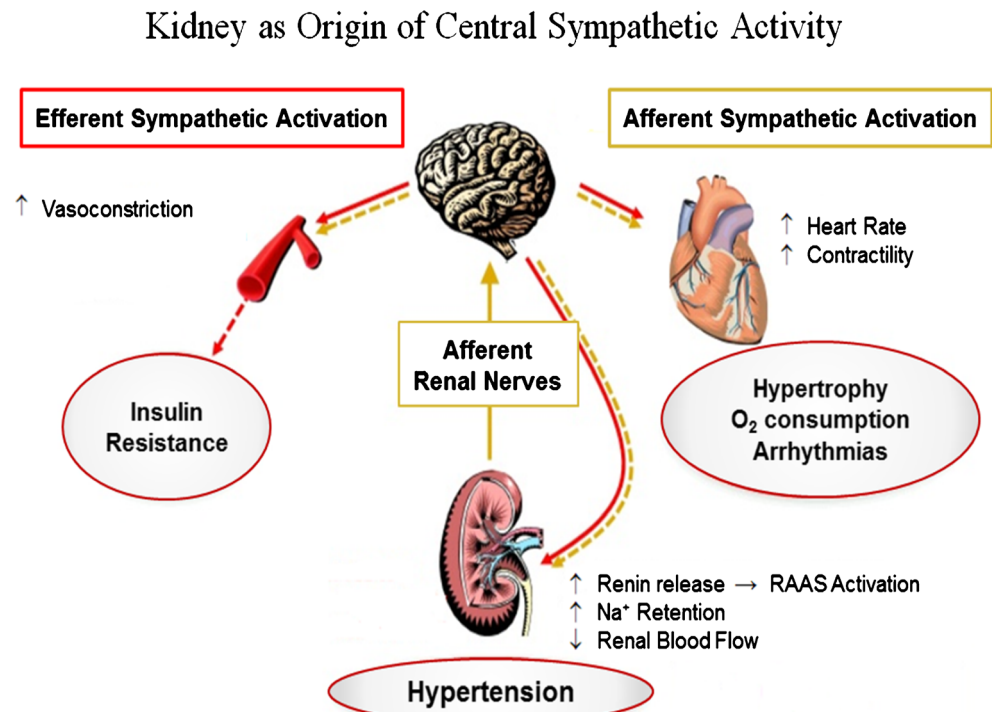 Kidney as Origin of Central Sympathetic Activity
Efferent Sympathetic Activation
Afferent Sympathetic Activation
↑ Vasoconstriction
↑ Heart Rate
↑ Contractility
Afferent
Renal Nerves
Insulin
Resistance
Hypertrophy
O₂ consumption
Arrhythmias
↑ Renin release → RAAS Activation
↑ Na⁺ Retention
↓ Renal Blood Flow
Hypertension